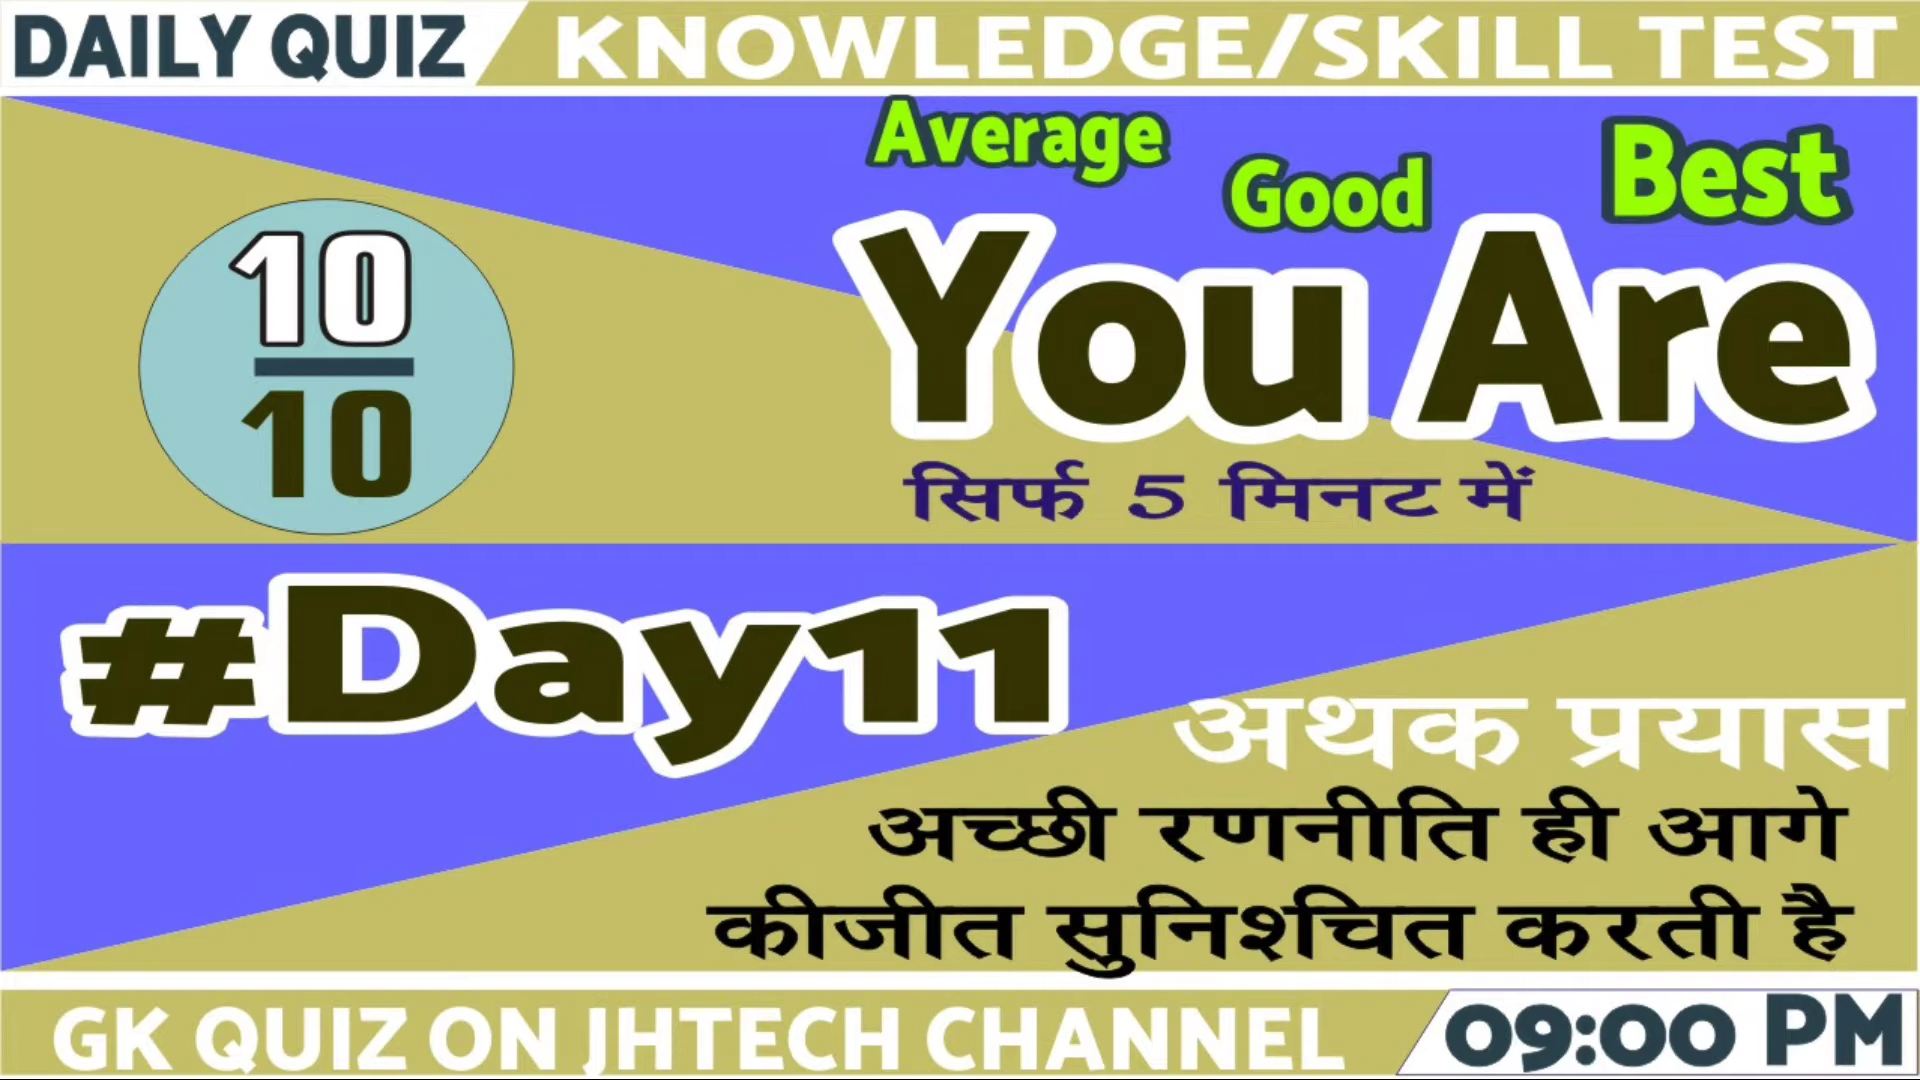 DAILY QUIZ
KNOWLEDGE/SKILL TEST
Average
Good
Best
10
10
You Are
सिर्फ 5 मिनट में
#Day11
अथक प्रयास
अच्छी रणनीति ही आगे
कीजीत सुनिश्चित करती है
GK QUIZ ON JHTECH CHANNEL
09:00 PM